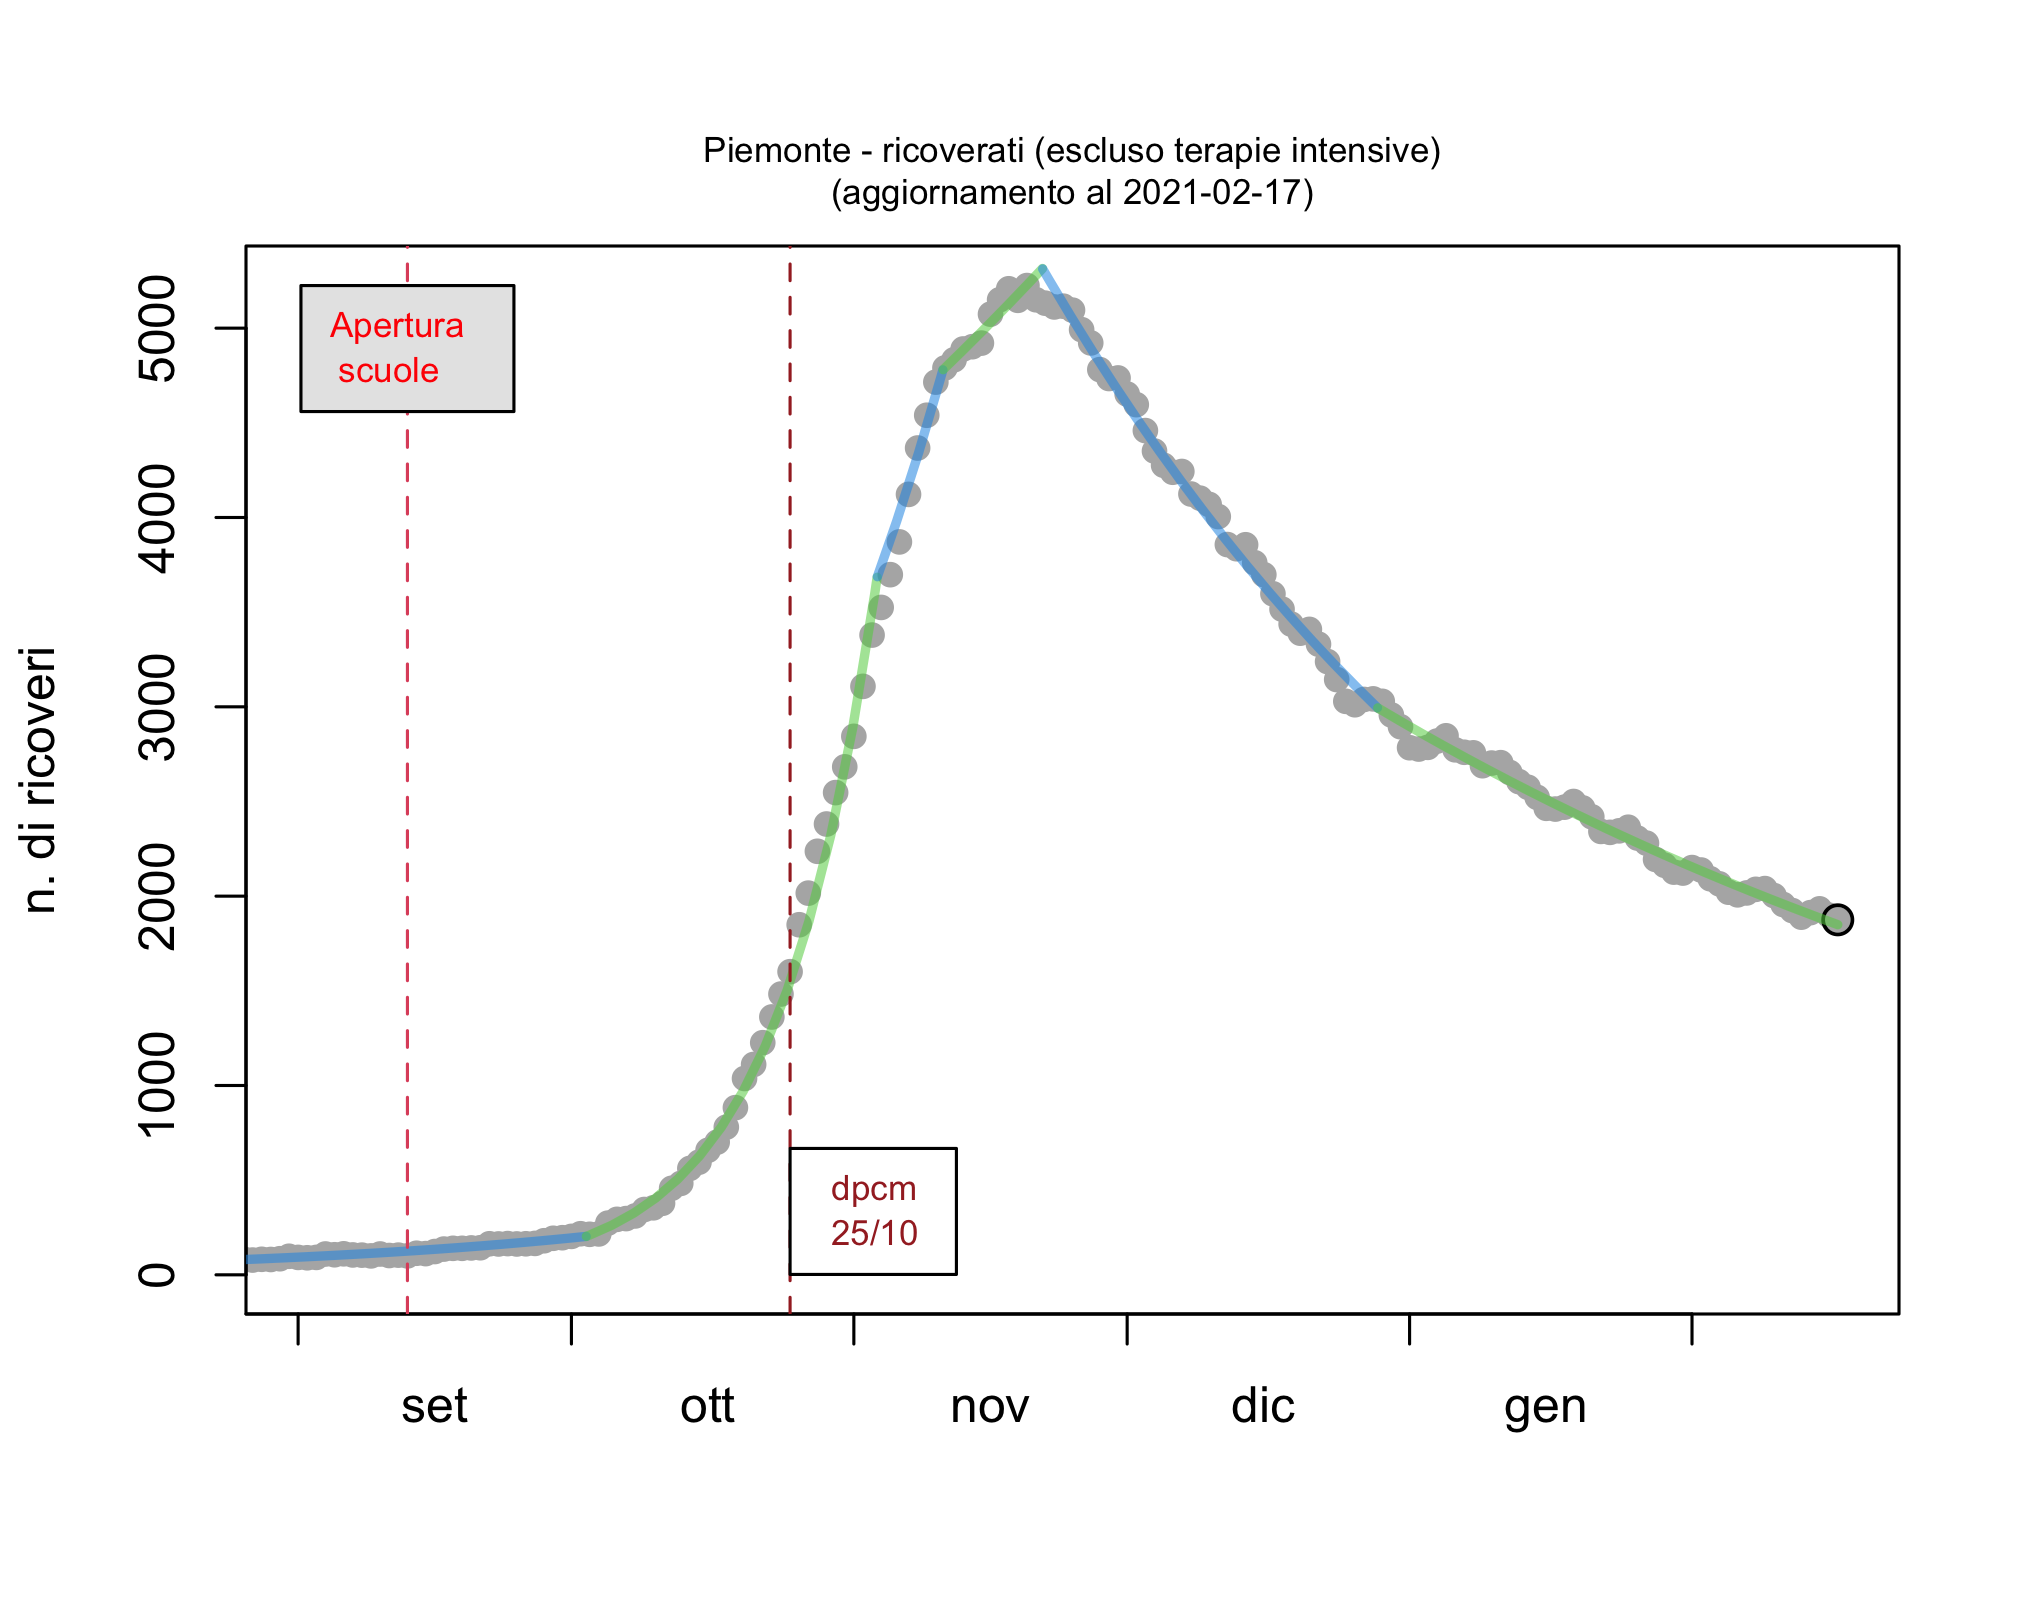 Piemonte - ricoverati (escluso terapie intensive)
(aggiornamento al 2021-02-17)
n. di ricoveri
5000
4000
3000
2000
1000
0
Apertura
scuole
dpcm
25/10
set
ott
nov
dic
gen